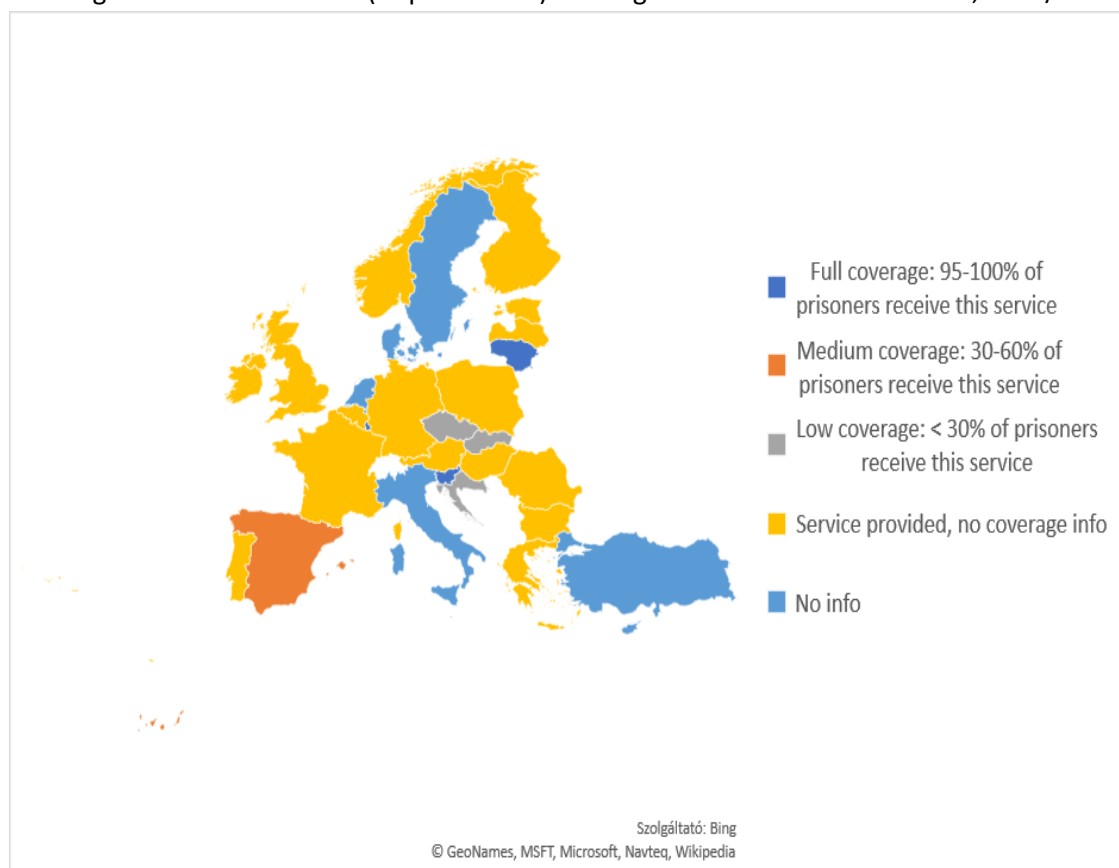 Full coverage: 95-100% of
prisoners receive this service
Medium coverage: 30-60% of
prisoners receive this service
Low coverage: < 30% of prisoners
receive this service
Service provided, no coverage info
No info
Szolgáltató: Bing
© GeoNames, MSFT, Microsoft, Navteq, Wikipedia